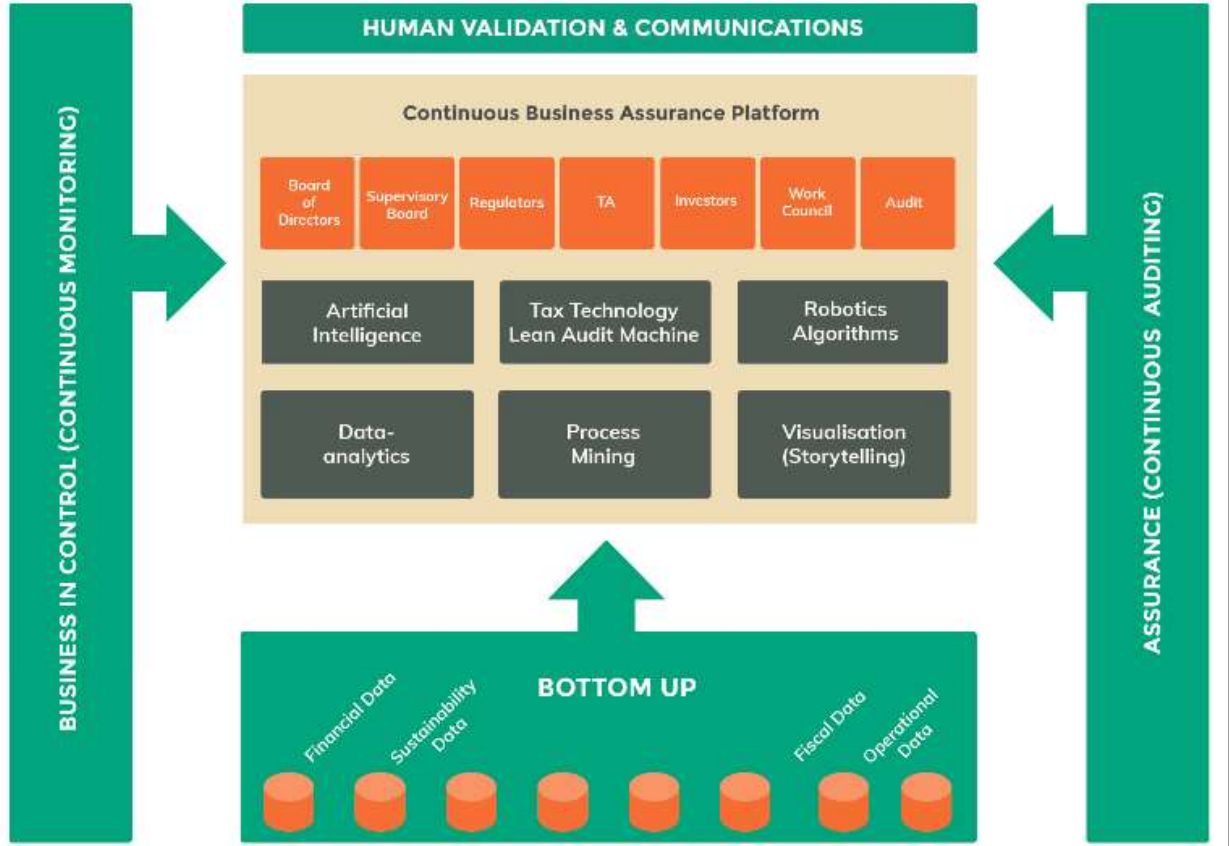 HUMAN VALIDATION & COMMUNICATIONS
BUSINESS IN CONTROL (CONTINUOUS MONITORING)
Continuous Business Assurance Platform
Board
of
Directors
Supervisory
Board
Regulators
TA
Investors
Work
Council
Audit
Artificial
Intelligence
Tax Technology
Lean Audit Machine
Robotics
Algorithms
Data-
analytics
Process
Mining
Visualisation
(Storytelling)
ASSURANCE (CONTINUOUS AUDITING)
BOTTOM UP
Financial Data
Sustainability
Data
Fiscal Data
Operational
Data